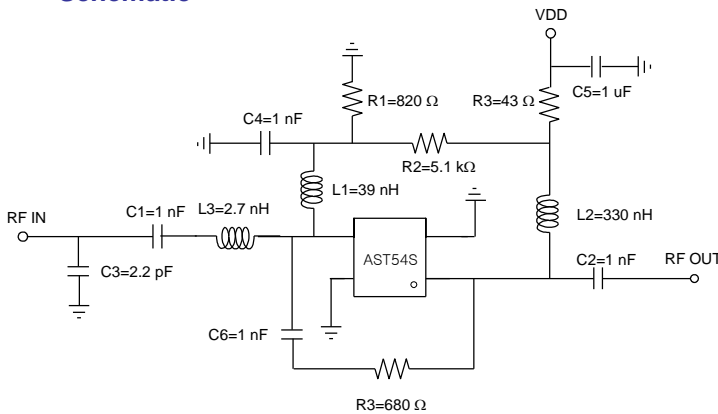 VDD
R1=820 Ω
R3=43 Ω
C5=1 uF
C4=1 nF
R2=5.1 kΩ
L1=39 nH
L2=330 nH
RF IN
C1=1 nF
L3=2.7 nH
C3=2.2 pF
AST54S
C2=1 nF
RF OUT
C6=1 nF
R3=680 Ω